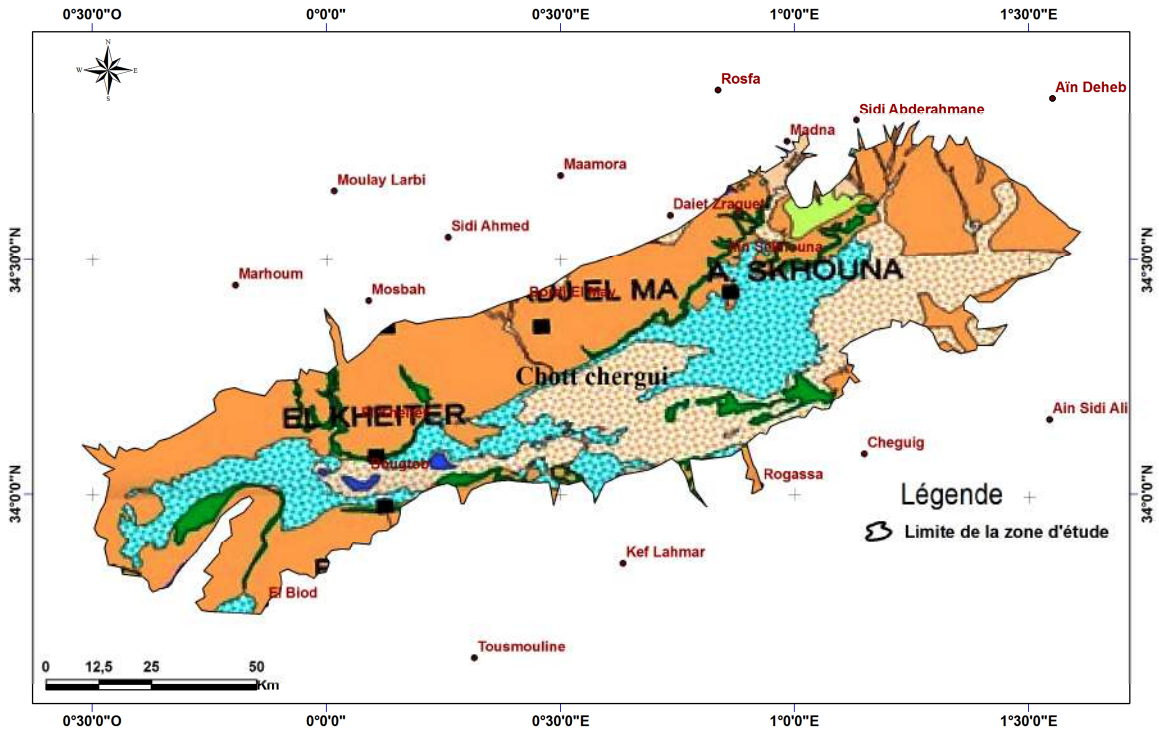 0°30'0"O 0°0'0" 0°30'0"E 1°0'0"E 1°30'0"E
N
W E
S
Rosfa
Aïn Deheb
Sidi Abderahmane
Madna
Maamora
Moulay Larbi
Daiet Zraguet
Sidi Ahmed
Ain Sekhouna
34°30'0"N 34°30'0"N
Marhoum
A. SKHOUNA
Mosbah
EL MA
Chott chergui
EL KHEITER
Ain Sidi Ali
Cheguig
Bougtob
Rogassa
34°0'0"N 34°0'0"N
Légende
Limite de la zone d'étude
Kef Lahmar
El Biod
Tousmouline
0 12,5 25 50
Km
0°30'0"O 0°0'0" 0°30'0"E 1°0'0"E 1°30'0"E